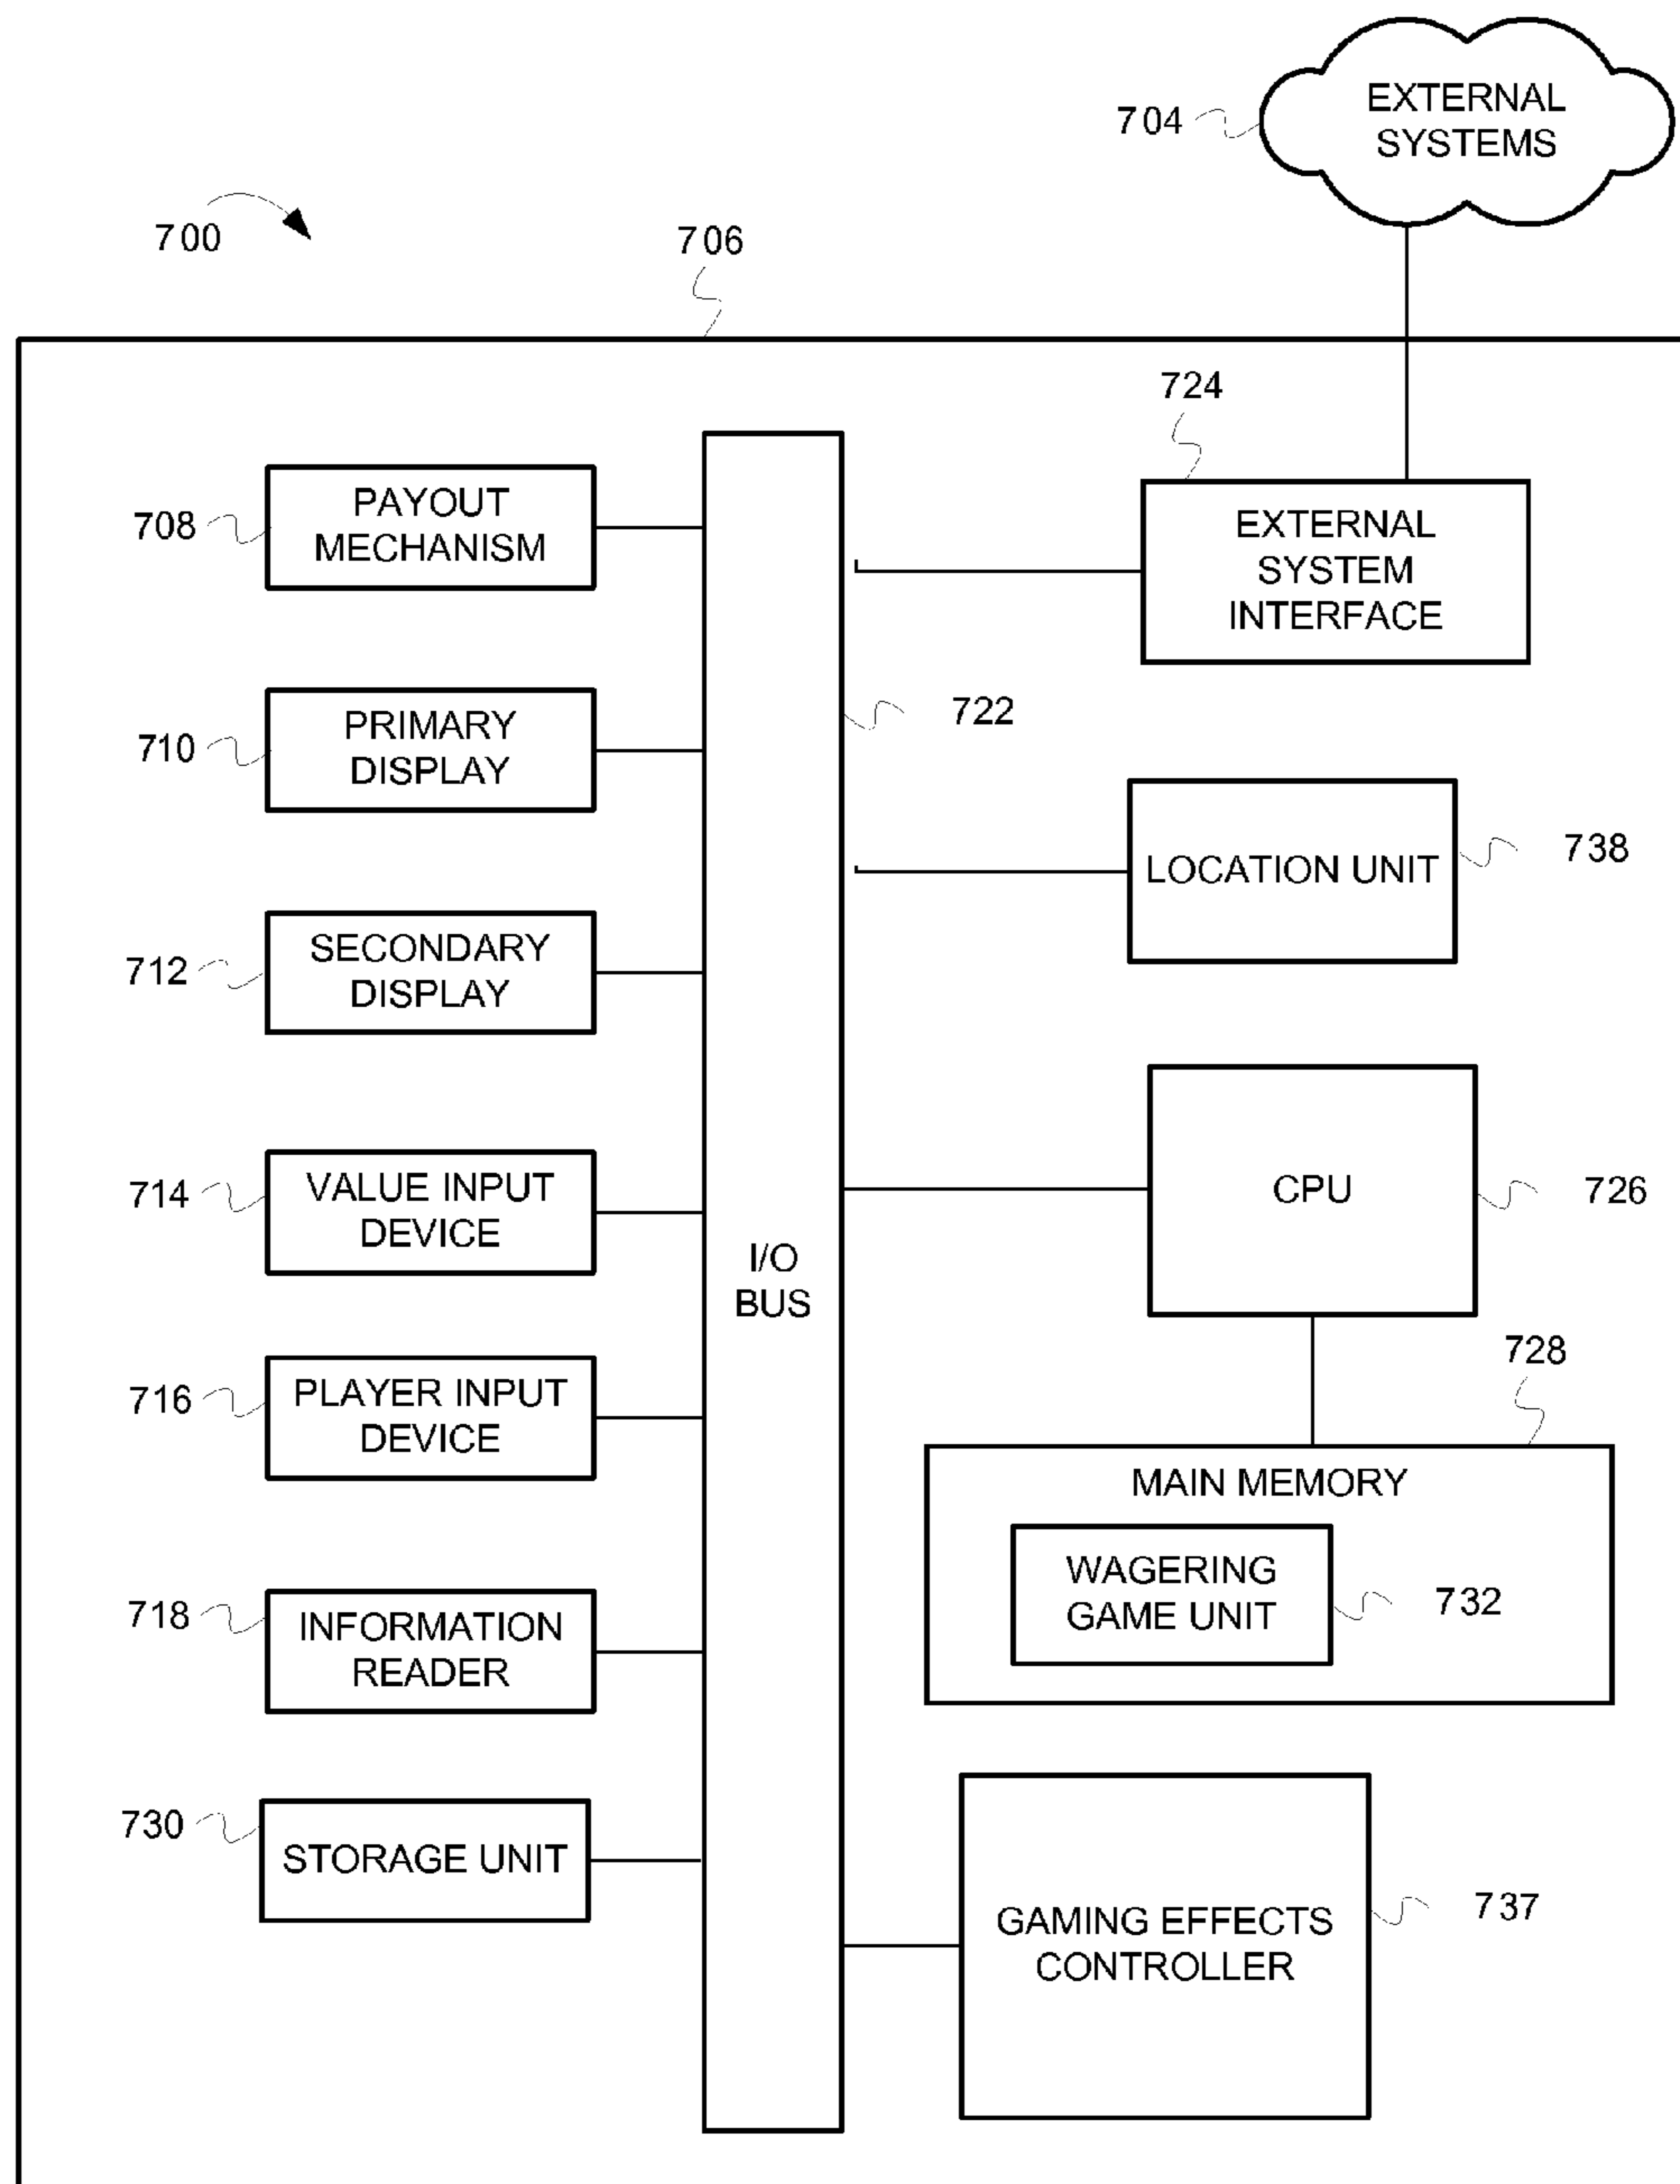 EXTERNAL
SYSTEMS
704
700
706
724
PAYOUT
MECHANISM
708
EXTERNAL
SYSTEM
INTERFACE
PRIMARY
DISPLAY
710
722
LOCATION UNIT
738
SECONDARY
DISPLAY
712
VALUE INPUT
DEVICE
714
CPU
726
I/O
BUS
PLAYER INPUT
DEVICE
716
728
MAIN MEMORY
WAGERING
GAME UNIT
732
718
INFORMATION
READER
730
STORAGE UNIT
GAMING EFFECTS
CONTROLLER
737